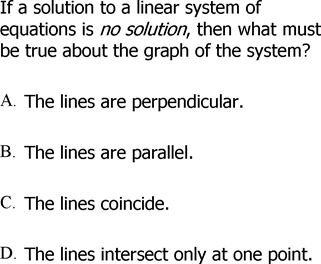 If a solution to a linear system of
equations is no solution, then what must
be true about the graph of the system?
A. The lines are perpendicular.
B. The lines are parallel.
C. The lines coincide.
D. The lines intersect only at one point.